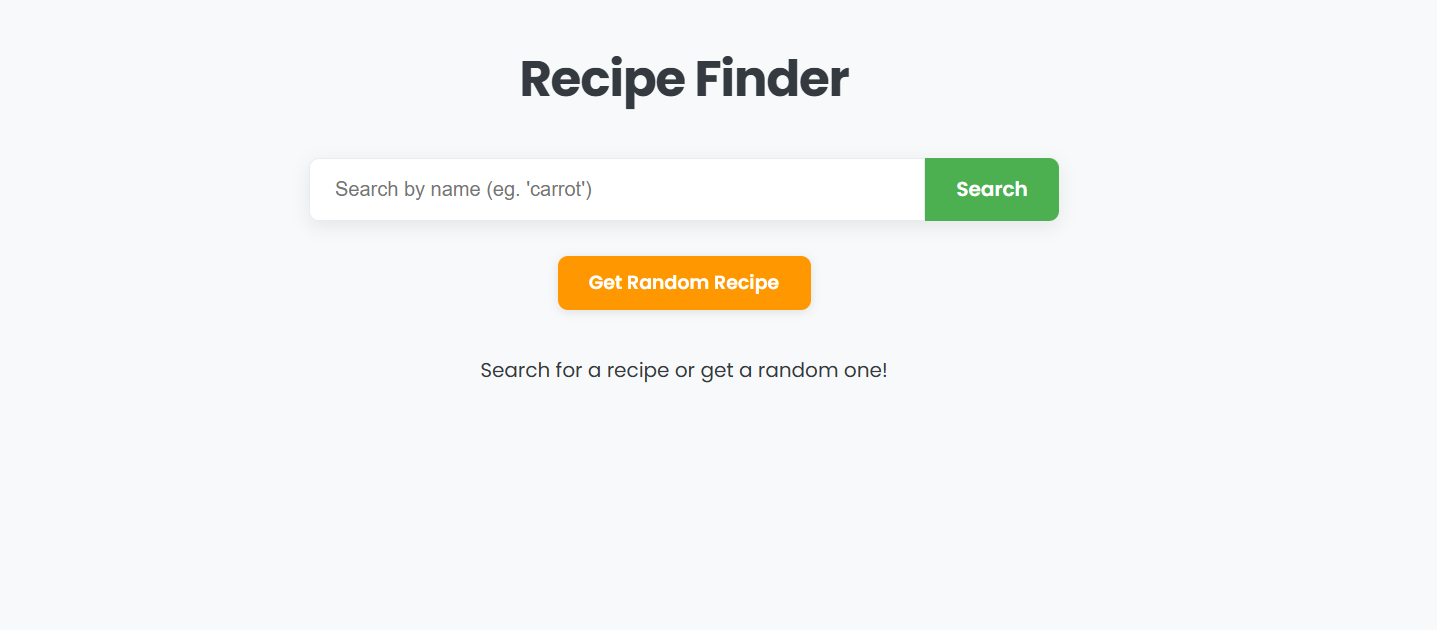 Recipe Finder
Search by name (eg. 'carrot')
Search
Get Random Recipe
Search for a recipe or get a random one!